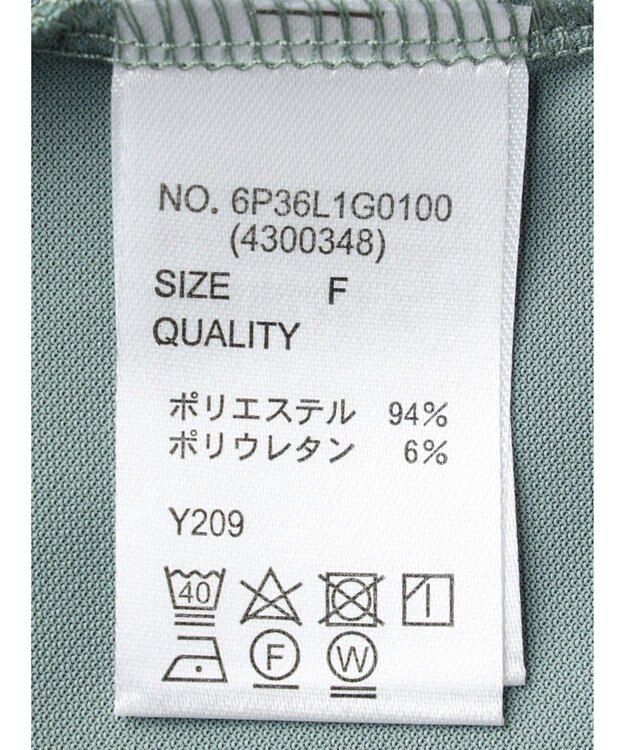 NO. 6P36L1G0100
(4300348)
SIZE F
QUALITY
ポリエステル 94%
ポリウレタン 6%
Y209
40
F W